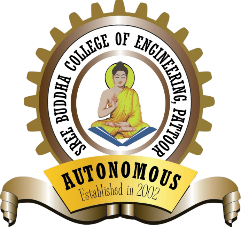 SREE BUDDHA COLLEGE OF ENGINEERING, PATTOOR
AUTONOMOUS
Established in 2002